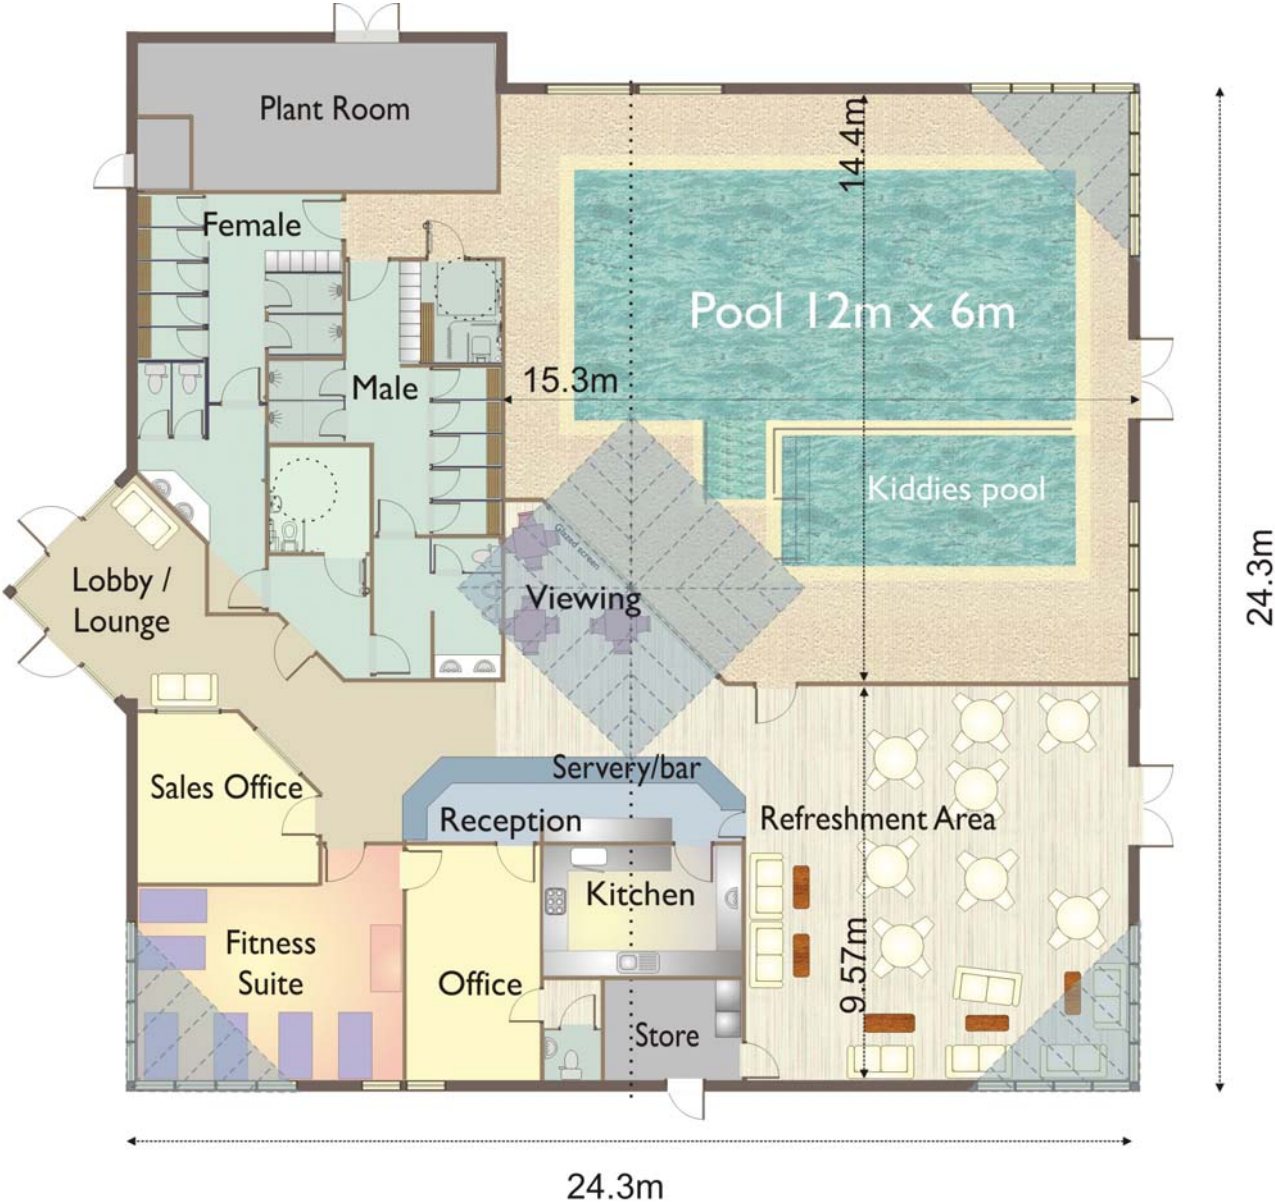 Plant Room
14.4m
Female
Pool 12m x 6m
15.3m
Male
Kiddies pool
Glazed screen
24.3m
Lobby /
Lounge
Viewing
Servery/bar
Sales Office
Reception
Refreshment Area
Kitchen
Fitness
Suite
Office
9.57m
Store
24.3m